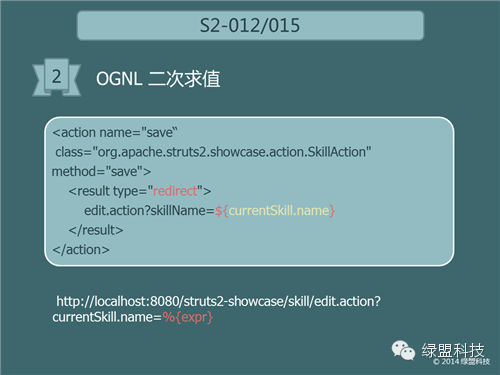 S2-012/015
2
OGNL 二次求值
<action name="save“
class="org.apache.struts2.showcase.action.SkillAction"
method="save">
<result type="redirect">
edit.action?skillName=${currentSkill.name}
</result>
</action>
http://localhost:8080/struts2-showcase/skill/edit.action?
currentSkill.name=%{expr}
绿盟科技
© 2014 绿盟科技